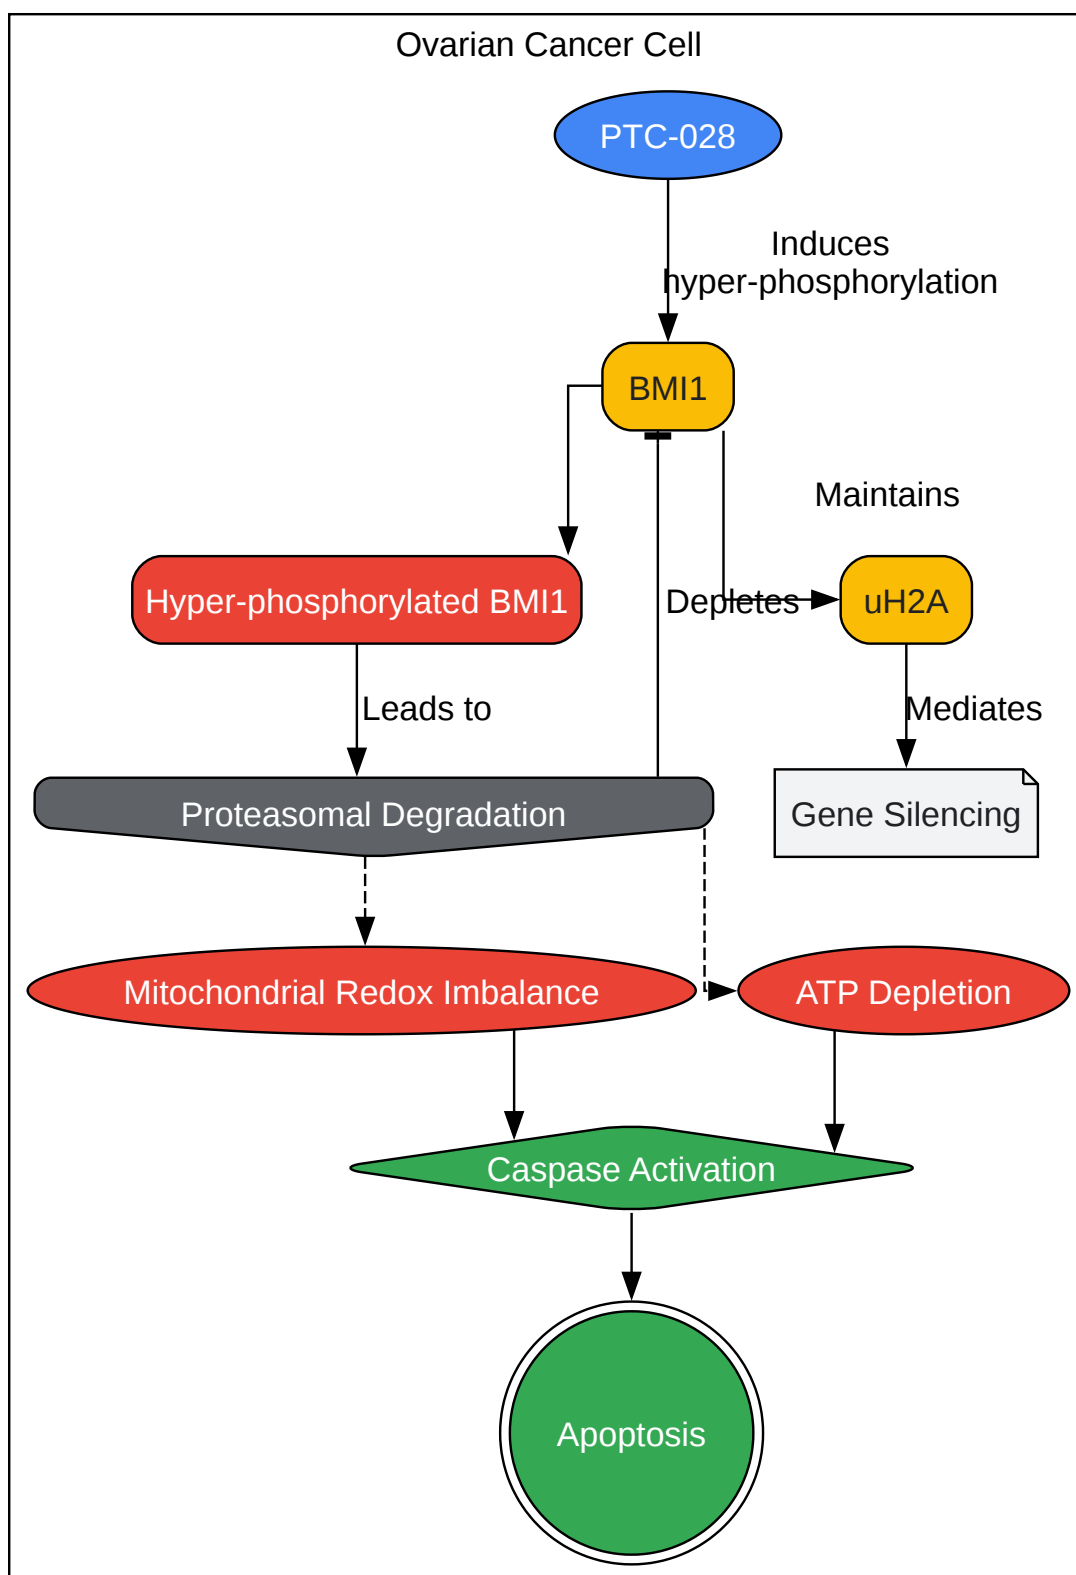 Ovarian Cancer Cell
PTC-028
Induces
hyper-phosphorylation
BMI1
Maintains
Hyper-phosphorylated BMI1
Depletes
uH2A
Leads to
Mediates
Proteasomal Degradation
Gene Silencing
Mitochondrial Redox Imbalance
ATP Depletion
Caspase Activation
Apoptosis